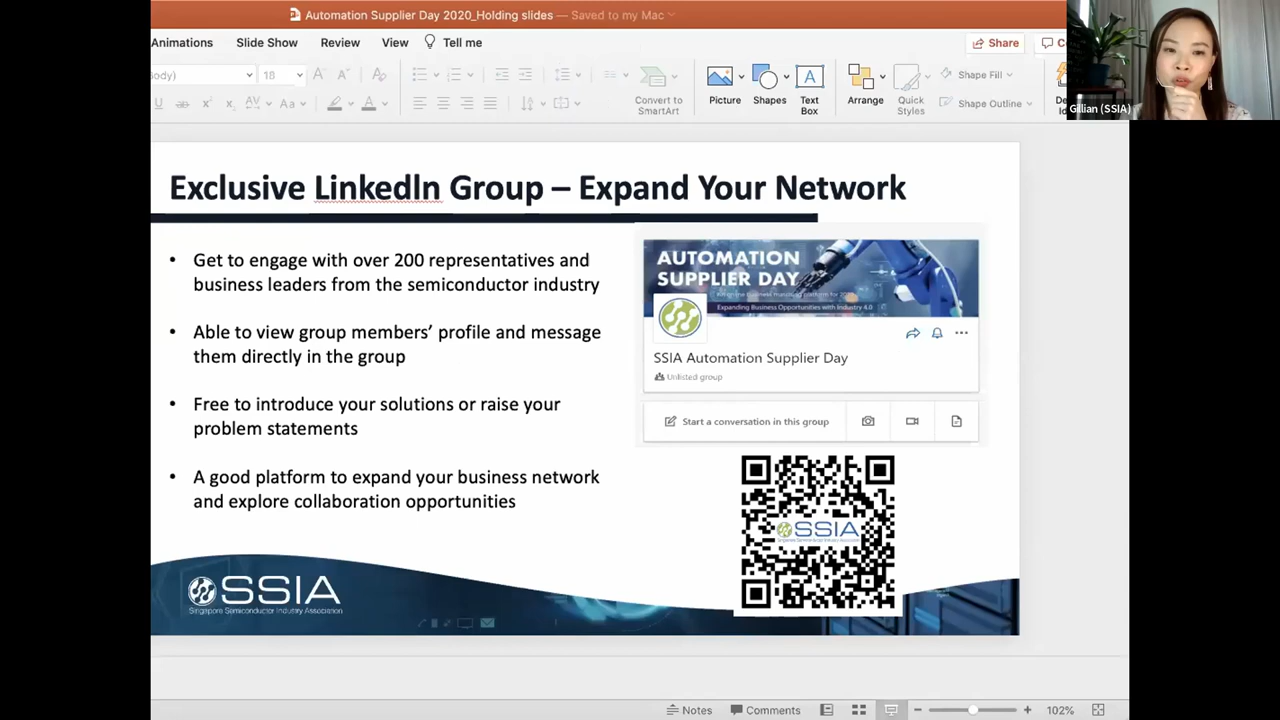 Automation Supplier Day 2020_Holding slides — Saved to my Mac
Animations Slide Show Review View Tell me
Share
18
Convert to SmartArt
Picture
Shapes
Text Box
Arrange
Quick Styles
Shape Fill
Shape Outline
Gillian (SSIA)
Exclusive LinkedIn Group – Expand Your Network
• Get to engage with over 200 representatives and
business leaders from the semiconductor industry
• Able to view group members’ profile and message
them directly in the group
• Free to introduce your solutions or raise your
problem statements
• A good platform to expand your business network
and explore collaboration opportunities
AUTOMATION
SUPPLIER DAY
Expanding Business Opportunities with Industry 4.0
SSIA Automation Supplier Day
Unlisted group
Start a conversation in this group
SSIA
Singapore Semiconductor Industry Association
SSIA
Singapore Semiconductor Industry Association
Notes Comments 102%